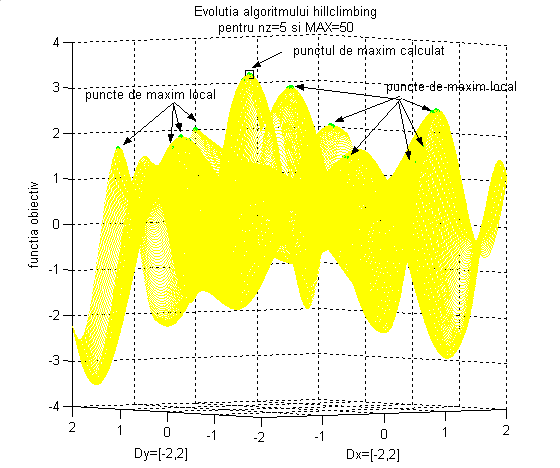 Evolutia algoritmului hillclimbing
pentru nz=5 si MAX=50
punctul de maxim calculat
puncte de maxim local
puncte de maxim local
functia obiectiv
4
3
2
1
0
-1
-2
-3
-4
2
1
0
-1
-2
-1
0
1
2
Dy=[-2,2]
Dx=[-2,2]